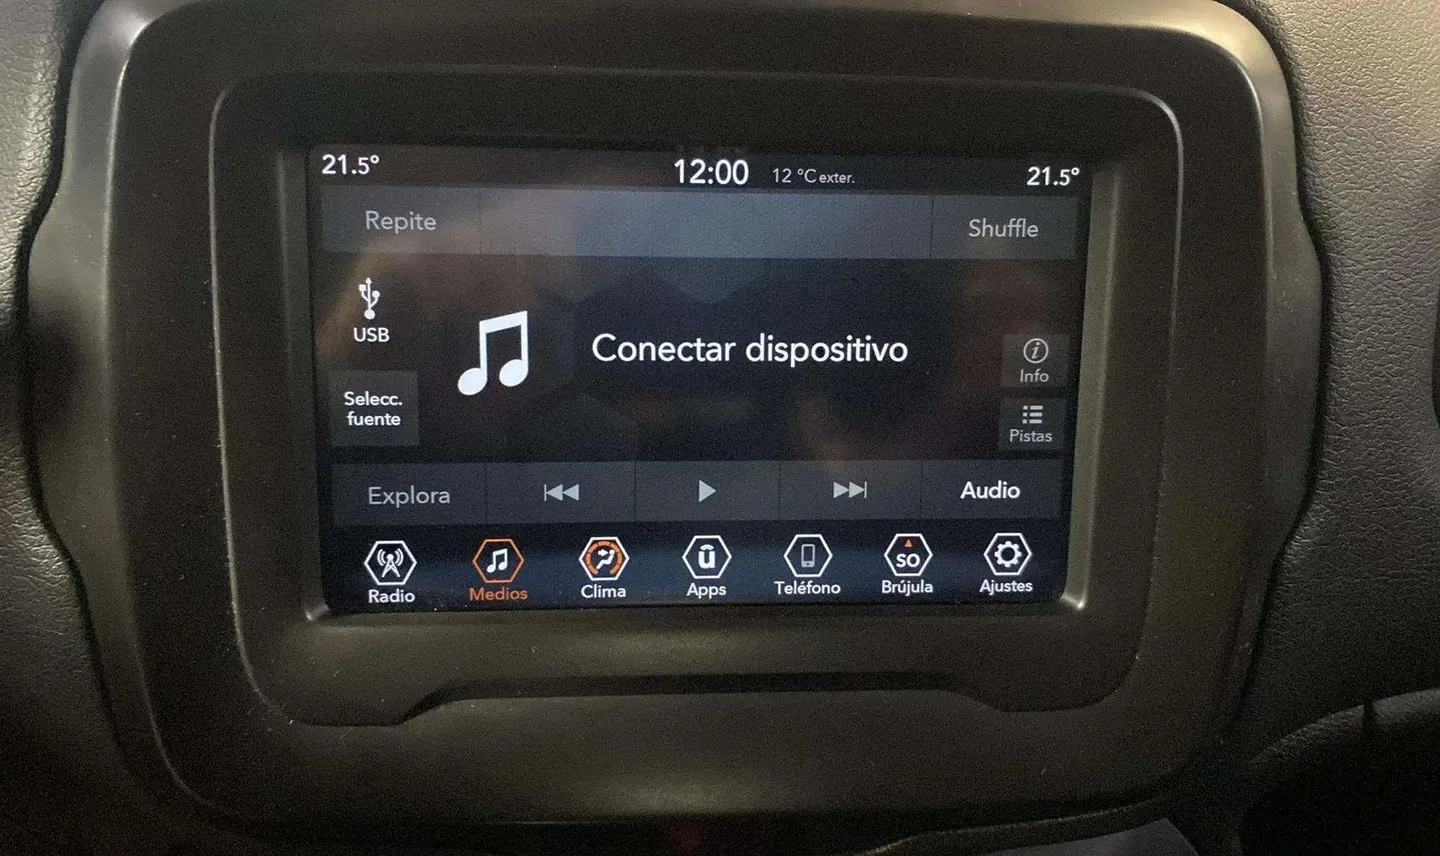 21.5°
12:00 12 °C exter.
21.5°
Repite
Shuffle
USB
Conectar dispositivo
Info
Selecc.
fuente
Pistas
Explora
Audio
Radio
Medios
Clima
ū
Apps
Teléfono
SO
Brújula
Ajustes